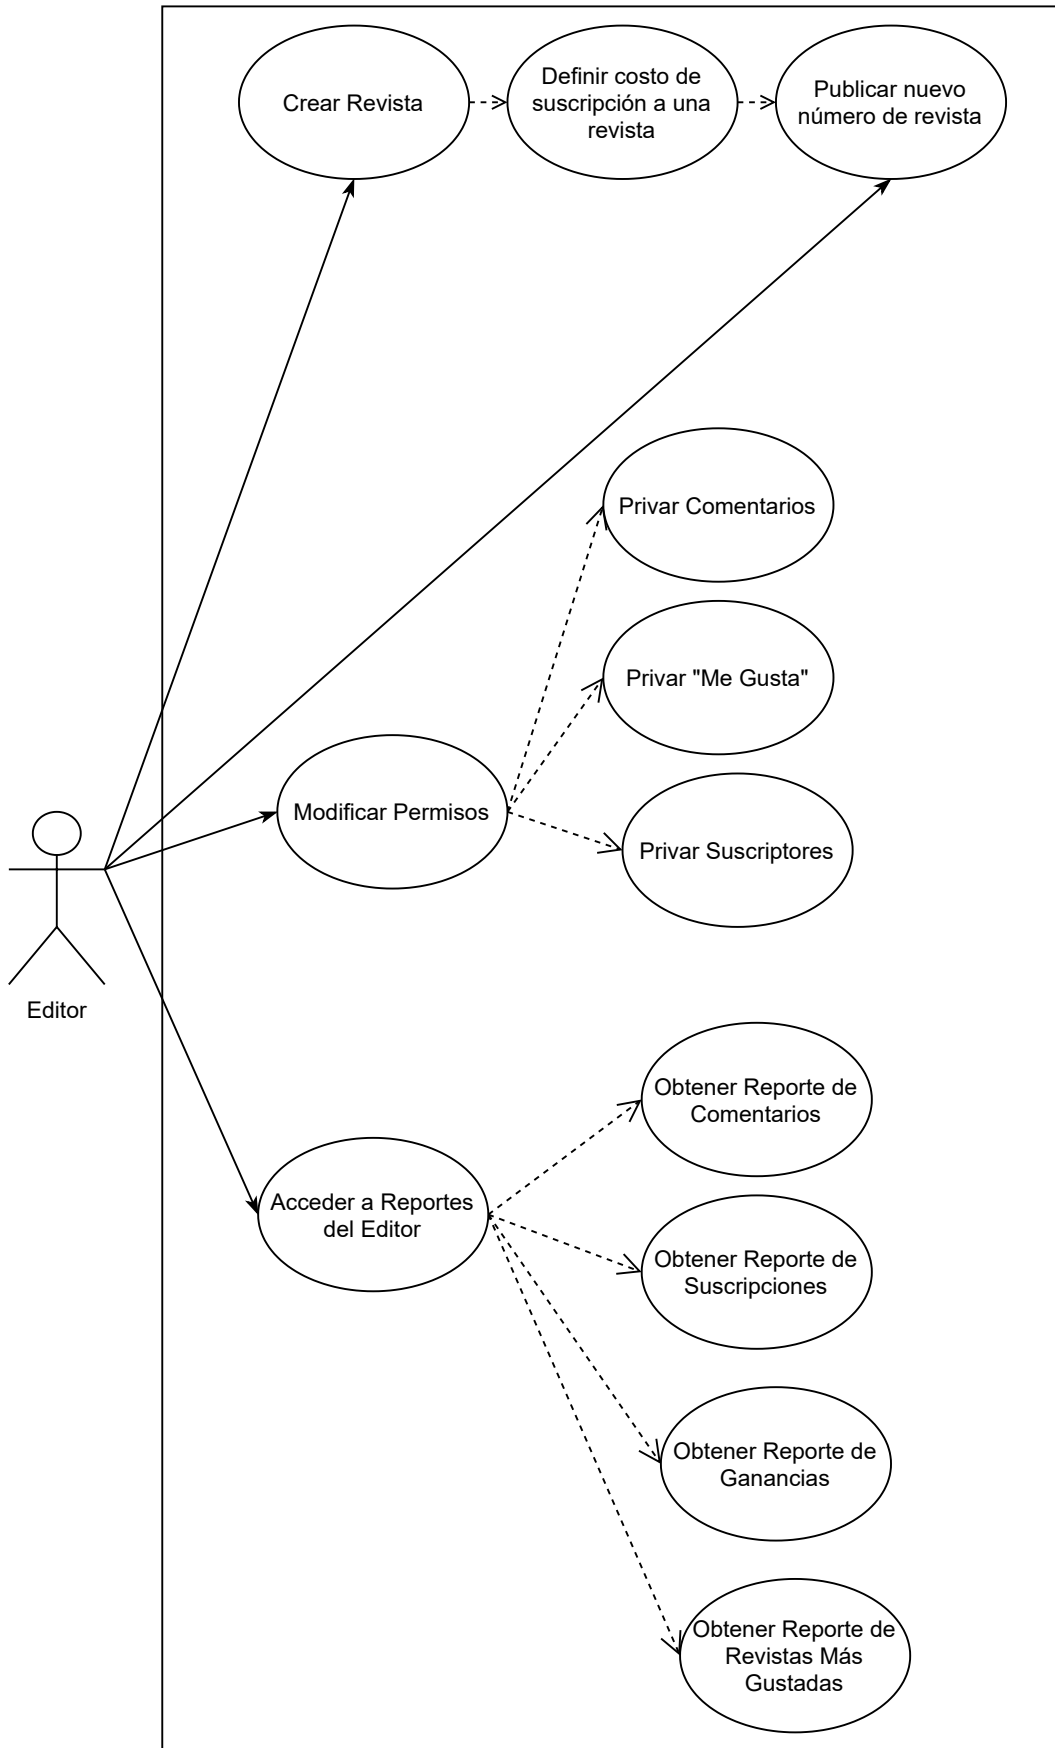 Crear Revista
Definir costo de
suscripción a una
revista
Publicar nuevo
número de revista
Privar Comentarios
Privar "Me Gusta"
Modificar Permisos
Privar Suscriptores
Editor
Obtener Reporte de
Comentarios
Acceder a Reportes
del Editor
Obtener Reporte de
Suscripciones
Obtener Reporte de
Ganancias
Obtener Reporte de
Revistas Más
Gustadas